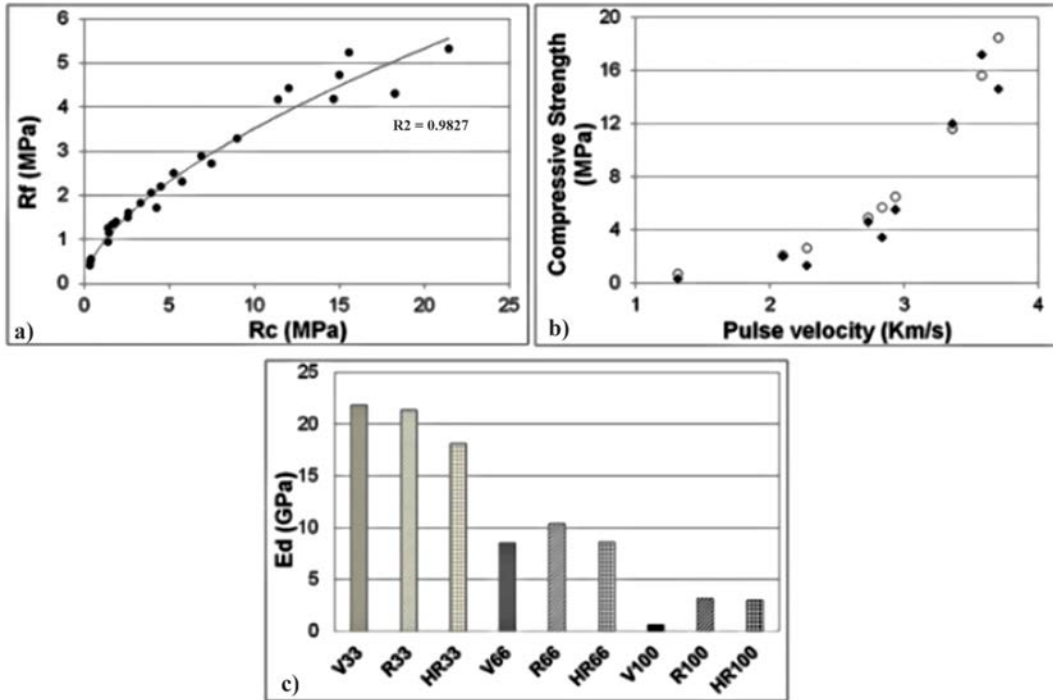 6
5
4
3
2
1
0
Rf (MPa)
R2 = 0.9827
0 5 10 15 20 25
Rc (MPa)
a)
20
16
12
8
4
0
Compressive Strength
(MPa)
1 2 3 4
Pulse velocity (Km/s)
b)
25
20
15
10
5
0
Ed (GPa)
V33 R33 HR33 V66 R66 HR66 V100 R100 HR100
c)